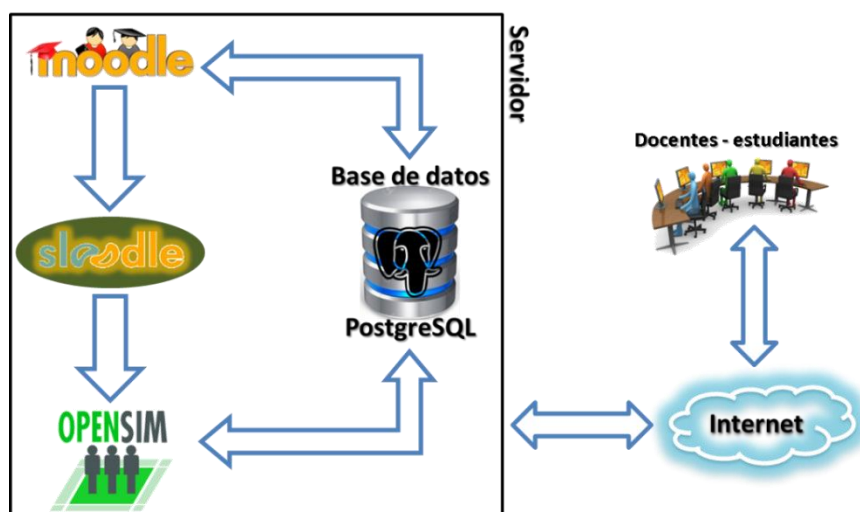 moodle
Servidor
Docentes - estudiantes
Base de datos
sloodle
PostgreSQL
OPENSIM
Internet